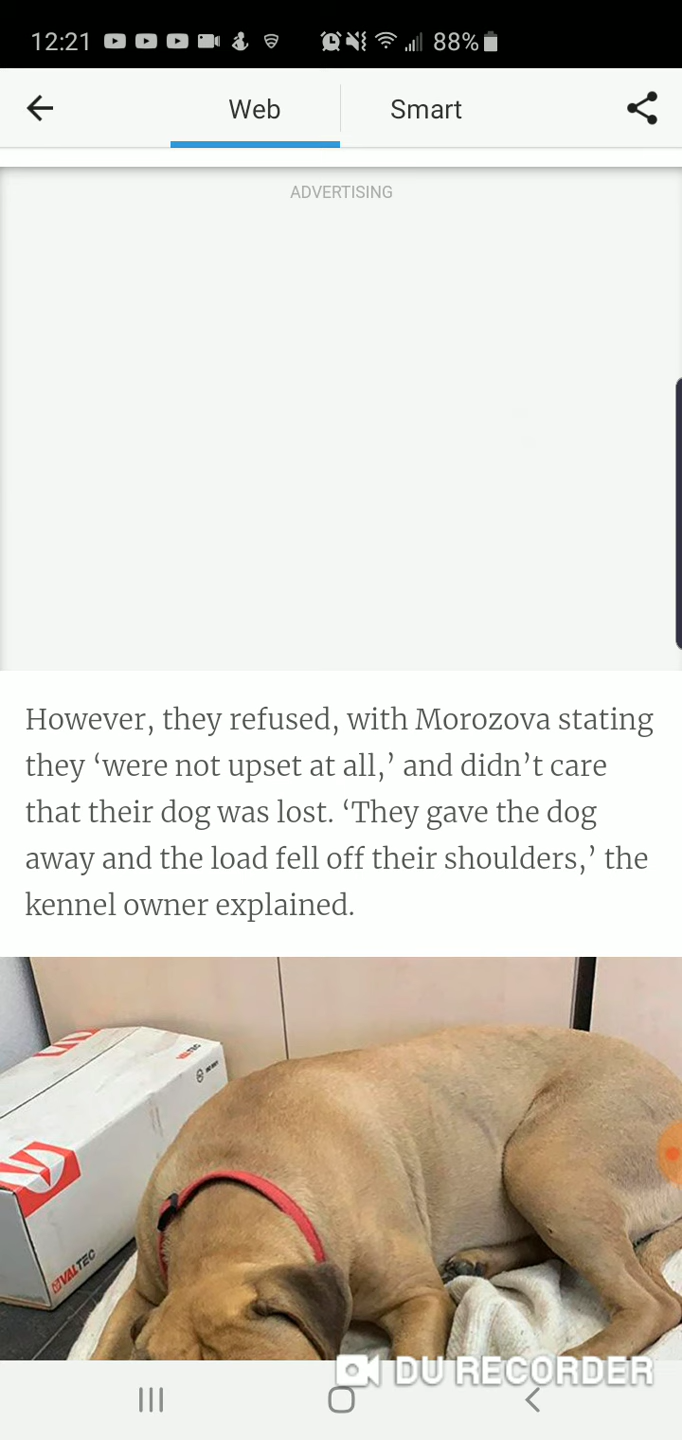 12:21 88%
Web Smart
ADVERTISING
However, they refused, with Morozova stating
they ‘were not upset at all,’ and didn’t care
that their dog was lost. ‘They gave the dog
away and the load fell off their shoulders,’ the
kennel owner explained.
VALTEC
DU RECORDER